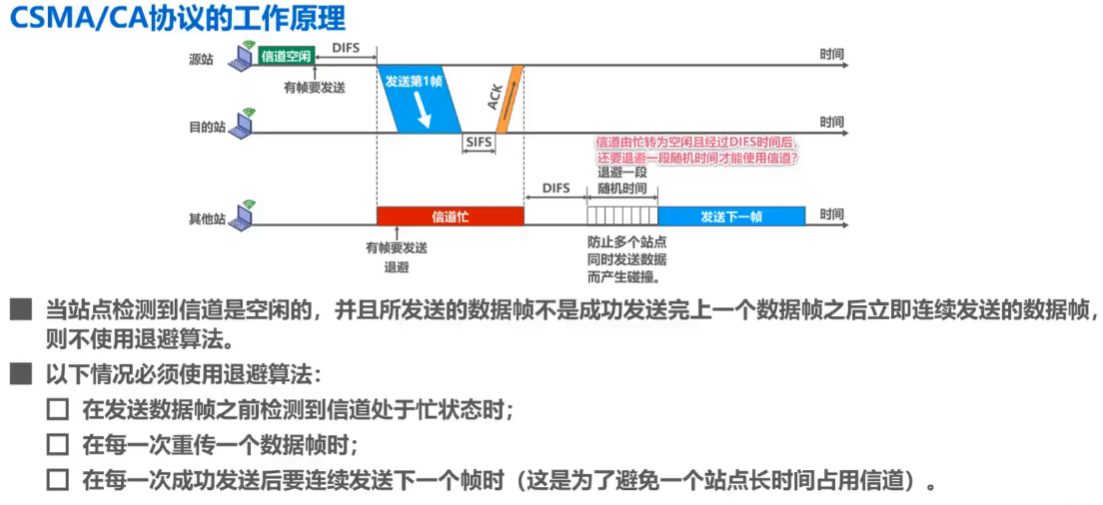 CSMA/CA协议的工作原理
源站
信道空闲
DIFS
时间
有帧要发送
发送第1帧
ACK
目的站
时间
SIFS
信道由忙转为空闲且经过DIFS时间后，
还要退避一段随机时间才能使用信道？
退避一段
随机时间
DIFS
其他站
信道忙
发送下一帧
时间
有帧要发送
退避
防止多个站点
同时发送数据
而产生碰撞。
当站点检测到信道是空闲的，并且所发送的数据帧不是成功发送完上一个数据帧之后立即连续发送的数据帧，
则不使用退避算法。
以下情况必须使用退避算法：
在发送数据帧之前检测到信道处于忙状态时；
在每一次重传一个数据帧时；
在每一次成功发送后要连续发送下一个帧时（这是为了避免一个站点长时间占用信道）。